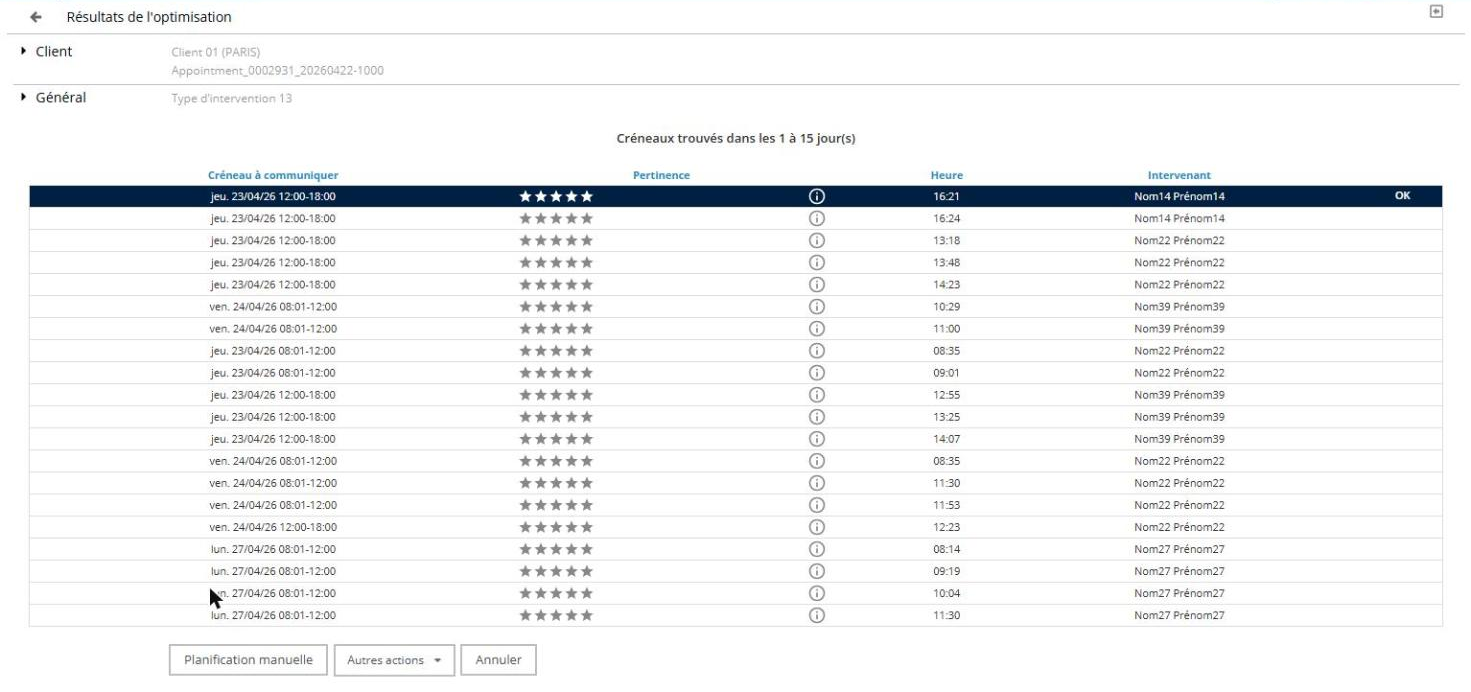 Résultats de l'optimisation
Client
Client 01 (PARIS)
Appointment_0002931_20260422-1000
Général
Type d'intervention 13
Créneaux trouvés dans les 1 à 15 jour(s)
Créneau à communiquer Pertinence Heure Intervenant
jeu. 23/04/26 12:00-18:00 16:21 Nom14 Prénom14 OK
jeu. 23/04/26 12:00-18:00 16:24 Nom14 Prénom14
jeu. 23/04/26 12:00-18:00 13:18 Nom22 Prénom22
jeu. 23/04/26 12:00-18:00 13:48 Nom22 Prénom22
jeu. 23/04/26 12:00-18:00 14:23 Nom22 Prénom22
ven. 24/04/26 08:01-12:00 10:29 Nom39 Prénom39
ven. 24/04/26 08:01-12:00 11:00 Nom39 Prénom39
jeu. 23/04/26 08:01-12:00 08:35 Nom22 Prénom22
jeu. 23/04/26 08:01-12:00 09:01 Nom22 Prénom22
jeu. 23/04/26 12:00-18:00 12:55 Nom39 Prénom39
jeu. 23/04/26 12:00-18:00 13:25 Nom39 Prénom39
jeu. 23/04/26 12:00-18:00 14:07 Nom39 Prénom39
ven. 24/04/26 08:01-12:00 08:35 Nom22 Prénom22
ven. 24/04/26 08:01-12:00 11:30 Nom22 Prénom22
ven. 24/04/26 08:01-12:00 11:53 Nom22 Prénom22
ven. 24/04/26 12:00-18:00 12:23 Nom22 Prénom22
lun. 27/04/26 08:01-12:00 08:14 Nom27 Prénom27
lun. 27/04/26 08:01-12:00 09:19 Nom27 Prénom27
27/04/26 08:01-12:00 10:04 Nom27 Prénom27
lun. 27/04/26 08:01-12:00 11:30 Nom27 Prénom27
Planification manuelle Autres actions Annuler